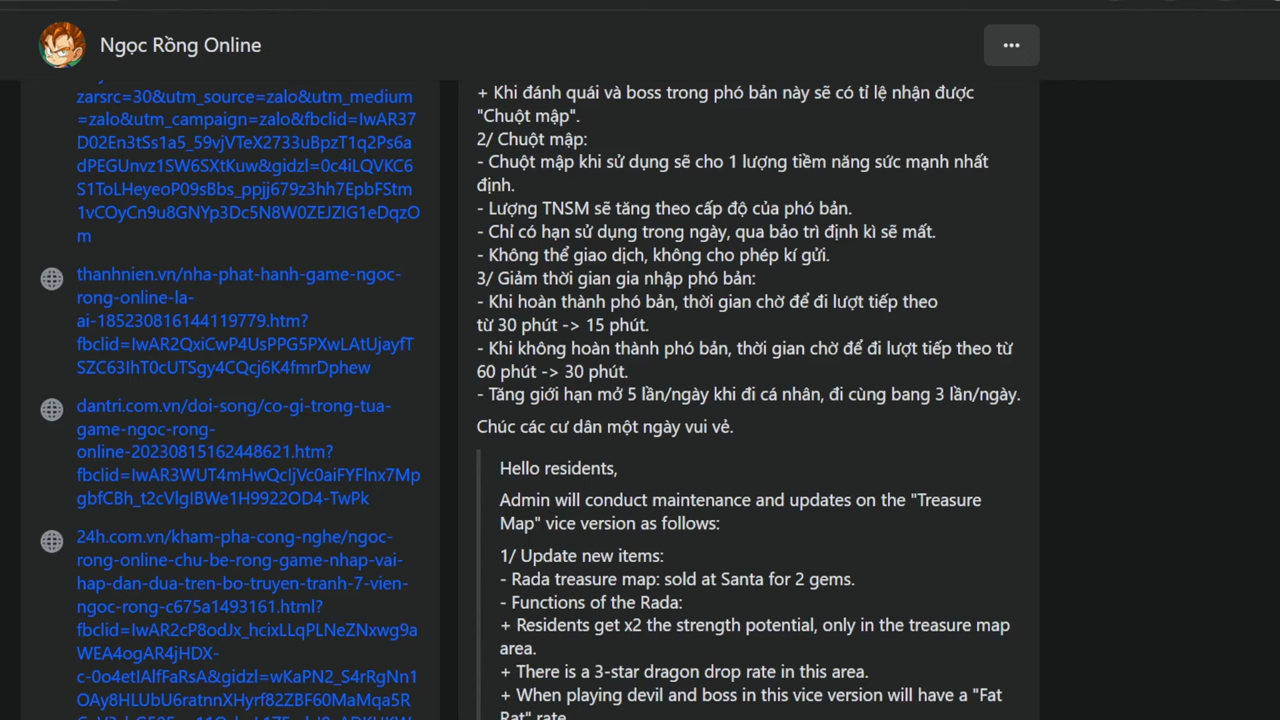 Ngọc Rồng Online
zarsrc=30&utm_source=zalo&utm_medium
=zalo&utm_campaign=zalo&fbclid=IwAR37
D02En3tSs1a5_59vjVTeX2733uBpzT1q2Ps6a
dPEGUnvz1SW6SXtKuw&gidzl=0c4iLQVKC6
S1ToLHeyeoP09sBbs_ppjj679z3hh7EpbFStm
1vCOyCn9u8GNYp3Dc5N8W0ZEJZIG1eDqzO
m
thanhnien.vn/nha-phat-hanh-game-ngoc-
rong-online-la-
ai-185230816144119779.htm?
fbclid=IwAR2QxiCwP4UsPPG5PXwLAtUjayfT
SZC63IhT0cUTSgy4CQcj6K4fmrDphew
dantri.com.vn/doi-song/co-gi-trong-tua-
game-ngoc-rong-
online-20230815162448621.htm?
fbclid=IwAR3WUT4mHwQcIjVc0aiFYFlnx7Mp
gbfCBh_t2cVlgIBWe1H9922OD4-TwPk
24h.com.vn/kham-pha-cong-nghe/ngoc-
rong-online-chu-be-rong-game-nhap-vai-
hap-dan-dua-tren-bo-truyen-tranh-7-vien-
ngoc-rong-c675a1493161.html?
fbclid=IwAR2cP8odJx_hcixLLqPLNeZNxwg9a
WEA4ogAR4jHDX-
c-0o4etlAlfFaRsA&gidzl=wKaPN2_S4rRgNn1
OAy8HLUbU6ratnnXHyrf82ZBF60MaMqa5R
+ Khi đánh quái và boss trong phó bản này sẽ có tỉ lệ nhận được
"Chuột mập".
2/ Chuột mập:
- Chuột mập khi sử dụng sẽ cho 1 lượng tiềm năng sức mạnh nhất
định.
- Lượng TNSM sẽ tăng theo cấp độ của phó bản.
- Chỉ có hạn sử dụng trong ngày, qua bảo trì định kì sẽ mất.
- Không thể giao dịch, không cho phép kí gửi.
3/ Giảm thời gian gia nhập phó bản:
- Khi hoàn thành phó bản, thời gian chờ để đi lượt tiếp theo
từ 30 phút -> 15 phút.
- Khi không hoàn thành phó bản, thời gian chờ để đi lượt tiếp theo từ
60 phút -> 30 phút.
- Tăng giới hạn mở 5 lần/ngày khi đi cá nhân, đi cùng bang 3 lần/ngày.
Chúc các cư dân một ngày vui vẻ.
Hello residents,
Admin will conduct maintenance and updates on the "Treasure
Map" vice version as follows:
1/ Update new items:
- Rada treasure map: sold at Santa for 2 gems.
- Functions of the Rada:
+ Residents get x2 the strength potential, only in the treasure map
area.
+ There is a 3-star dragon drop rate in this area.
+ When playing devil and boss in this vice version will have a "Fat
Rat" rate